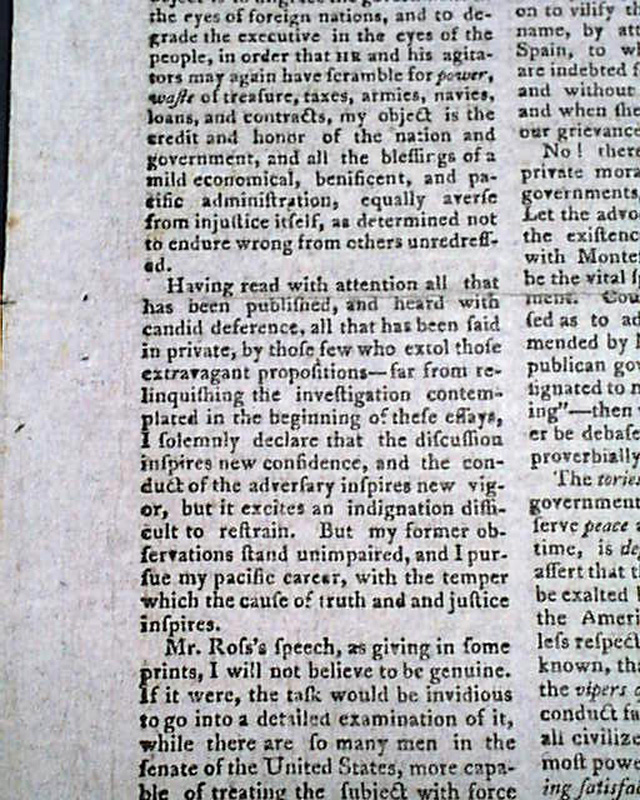 the eyes of foreign nations, and to de-
grade the executive in the eyes of the
people, in order that HE and his agita-
tors may again have ſcramble for power,
waſte of treaſure, taxes, armies, navies,
loans, and contracts, my object is the
credit and honor of the nation and
government, and all the bleſſings of a
mild economical, benificent, and pa-
cific adminiſtration, equally averſe
from injuſtice itſelf, as determined not
to endure wrong from others unredreſſ-
ed.
Having read with attention all that
has been publiſhed, and heard with
candid deference, all that has been ſaid
in private, by thoſe few who extol thoſe
extravagant propoſitions—far from re-
linquiſhing the inveſtigation contem-
plated in the beginning of theſe eſſays,
I ſolemnly declare that the diſcuſſion
inſpires new confidence, and the con-
duct of the adverſary inſpires new vig-
or, but it excites an indignation diffi-
cult to reſtrain. But my former ob-
ſervations ſtand unimpaired, and I pur-
ſue my pacific career, with the temper
which the cauſe of truth and and juſtice
inſpires.
Mr. Roſs's ſpeech, as giving in ſome
prints, I will not believe to be genuine.
If it were, the taſk would be invidious
to go into a detailed examination of it,
while there are ſo many men in the
ſenate of the United States, more capa-
ble of treating the ſubject with force
on to vilify th
name, by att
Spain, to w
are indebted f
and without
and when ſhe
our grievance
No! there
private mora
governments,
Let the advo
the exiſtenc
with Monteſ
be the vital ſp
ment. Cou
ſed as to ad
mended by M
publican gov
ſignated to m
ing"—then
er be debaſe
proverbially
The tories
government
ſerve peace
time, is de
aſſert that th
be exalted b
the Ameri
leſs reſpect
known, tha
the vipers
conduct ſu
all civilize
moſt powe
ing ſatisfa